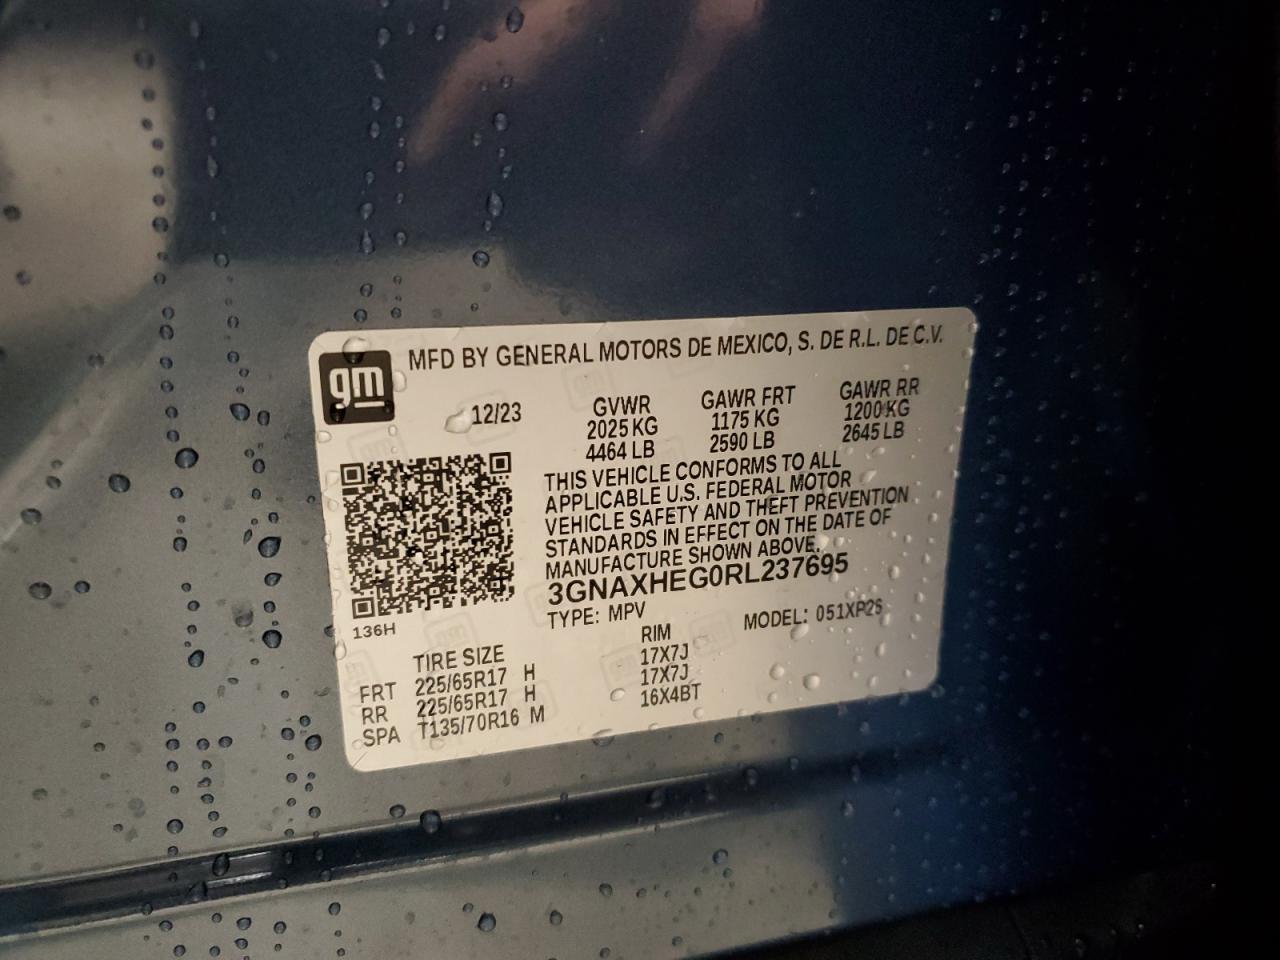 gm
MFD BY GENERAL MOTORS DE MEXICO, S. DE R.L. DE C.V.
12/23
GVWR
2025 KG
4464 LB
GAWR FRT
1175 KG
2590 LB
GAWR RR
1200 KG
2645 LB
THIS VEHICLE CONFORMS TO ALL
APPLICABLE U.S. FEDERAL MOTOR
VEHICLE SAFETY AND THEFT PREVENTION
STANDARDS IN EFFECT ON THE DATE OF
MANUFACTURE SHOWN ABOVE.
3GNAXHEG0RL237695
TYPE: MPV MODEL: 051XP26
136H
TIRE SIZE RIM
FRT 225/65R17 H 17X7J
RR 225/65R17 H 17X7J
SPA T135/70R16 M 16X4BT